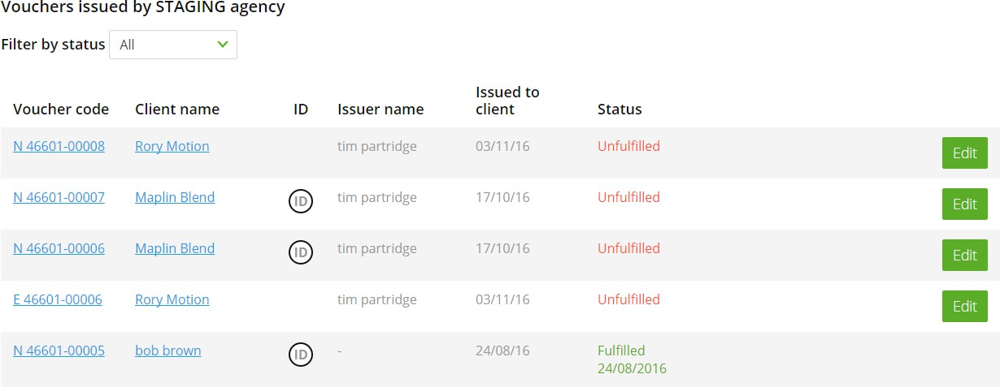 Vouchers issued by STAGING agency
Filter by status All
Voucher code Client name ID Issuer name Issued to client Status
N 46601-00008 Rory Motion tim partridge 03/11/16 Unfulfilled Edit
N 46601-00007 Maplin Blend ID tim partridge 17/10/16 Unfulfilled Edit
N 46601-00006 Maplin Blend ID tim partridge 17/10/16 Unfulfilled Edit
E 46601-00006 Rory Motion tim partridge 03/11/16 Unfulfilled Edit
N 46601-00005 bob brown ID - 24/08/16 Fulfilled
24/08/2016